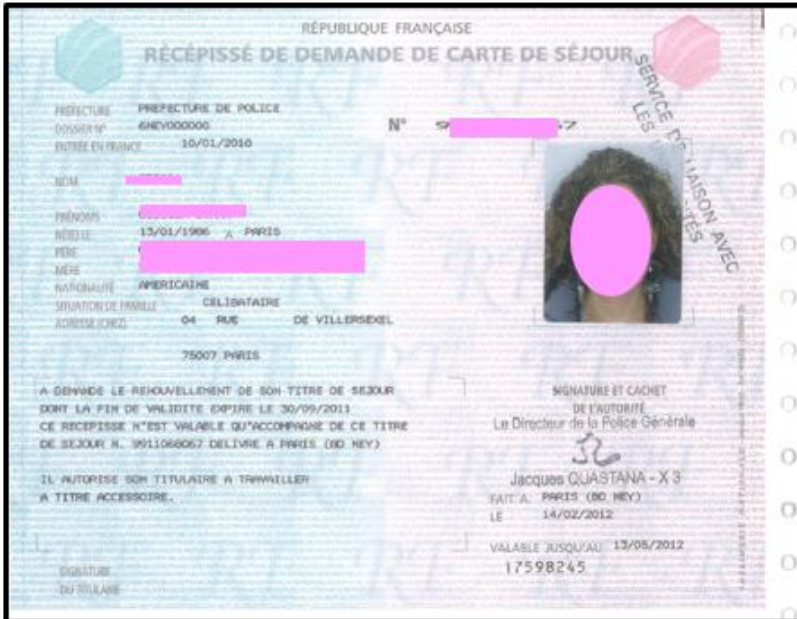 RÉPUBLIQUE FRANÇAISE
RÉCÉPISSÉ DE DEMANDE DE CARTE DE SÉJOUR
SERVICE DE LIAISON AVEC
LES
PRÉFECTURE PREFECTURE DE POLICE
DOSSIER N° 6NEY000000
N°
ENTRÉE EN FRANCE 10/01/2010
NOM
PRÉNOMS
NÉ(E) LE 13/01/1986 A PARIS
PÈRE
MÈRE
NATIONALITÉ AMERICAINE
SITUATION DE FAMILLE CELIBATAIRE
ADRESSE (CHEZ) 04 RUE DE VILLERSEXEL
75007 PARIS
A DEMANDE LE RENOUVELLEMENT DE SON TITRE DE SEJOUR
DONT LA FIN DE VALIDITE EXPIRE LE 30/09/2011
CE RECEPISSE N'EST VALABLE QU'ACCOMPAGNE DE CE TITRE
DE SEJOUR N. 9911068067 DELIVRE A PARIS (BD NEY)
IL AUTORISE SON TITULAIRE A TRAVAILLER
A TITRE ACCESSOIRE.
SIGNATURE ET CACHET
DE L'AUTORITÉ
Le Directeur de la Police Générale
Jacques QUASTANA - X 3
FAIT A PARIS (BD NEY)
LE 14/02/2012
VALABLE JUSQU'AU 13/05/2012
17598245
SIGNATURE
DU TITULAIRE